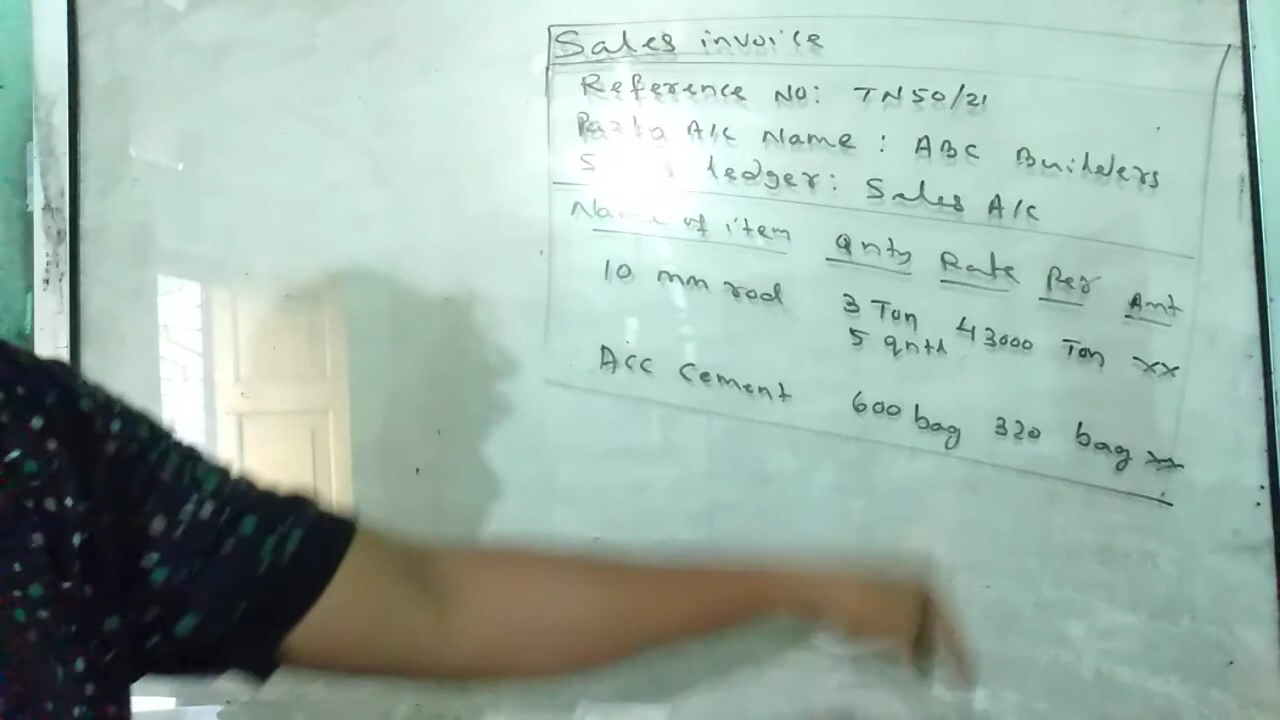 Sales invoice
Reference NO: TN50/21
Party A/C Name : ABC Builders
ledger: Sales A/C
Name of item Qnty Rate Per Amt
10 mm rod 3 Ton 43000 Ton xx
5 qntl
Acc Cement 600 bag 320 bag xx